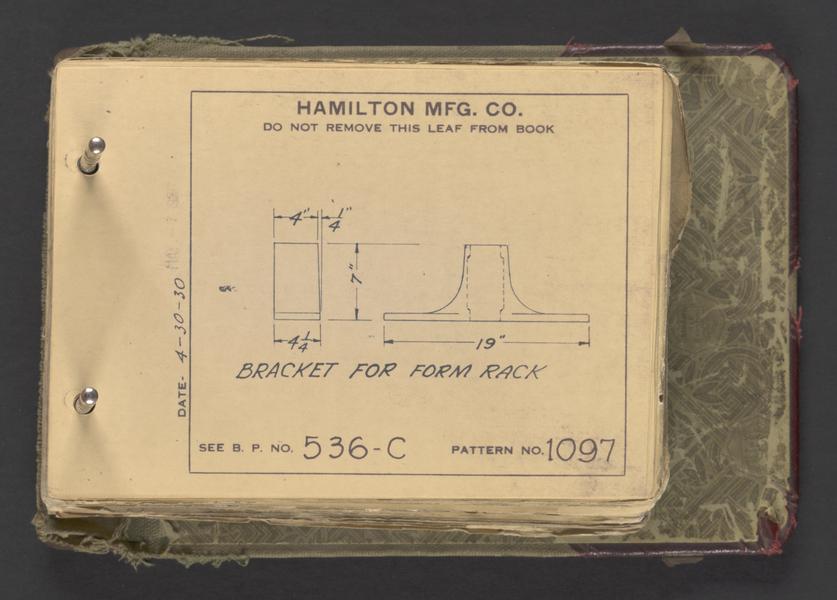 HAMILTON MFG. CO.
DO NOT REMOVE THIS LEAF FROM BOOK
4" 1/4"
7"
4 1/4
19"
BRACKET FOR FORM RACK
DATE- 4-30-30
SEE B. P. NO. 536-C PATTERN NO. 1097